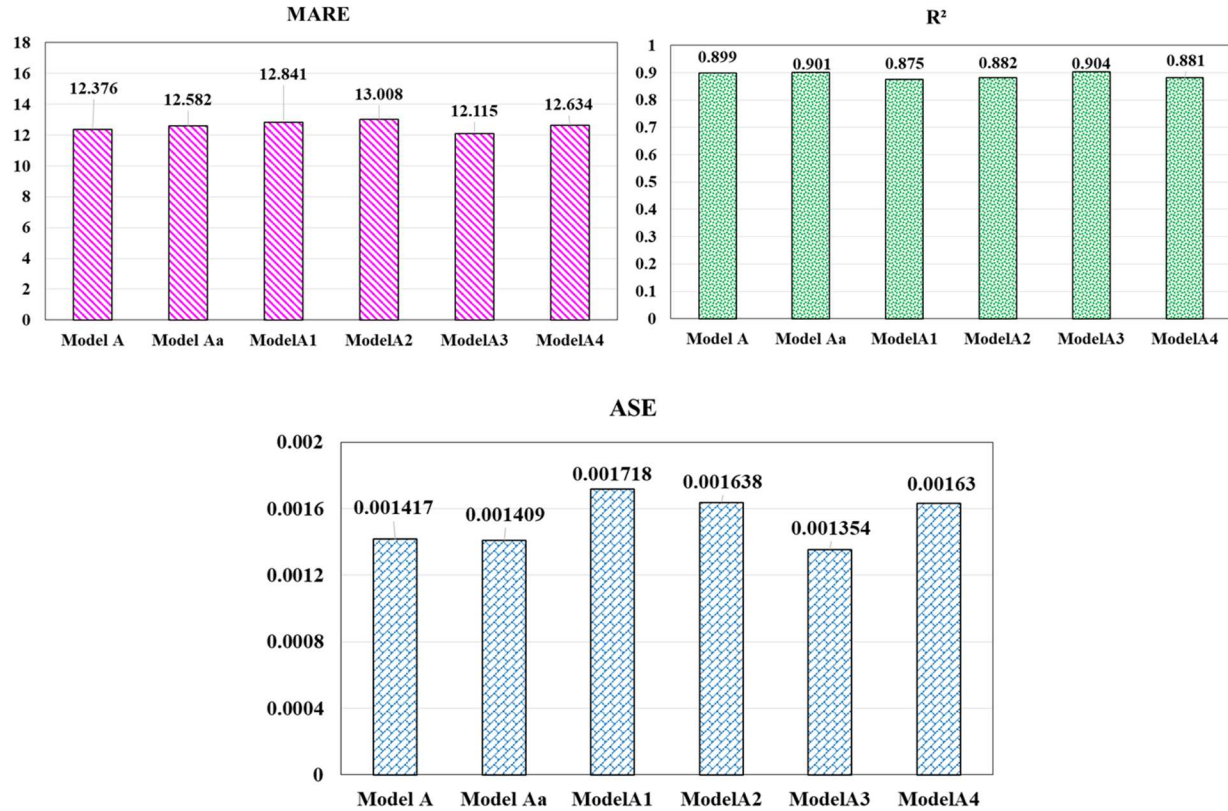 MARE
18
16
14
12
10
8
6
4
2
0
12.376
12.582
12.841
13.008
12.115
12.634
Model A
Model Aa
ModelA1
ModelA2
ModelA3
ModelA4
R²
1
0.9
0.8
0.7
0.6
0.5
0.4
0.3
0.2
0.1
0
0.899
0.901
0.875
0.882
0.904
0.881
Model A
Model Aa
ModelA1
ModelA2
ModelA3
ModelA4
ASE
0.002
0.0016
0.0012
0.0008
0.0004
0
0.001417
0.001409
0.001718
0.001638
0.001354
0.00163
Model A
Model Aa
ModelA1
ModelA2
ModelA3
ModelA4